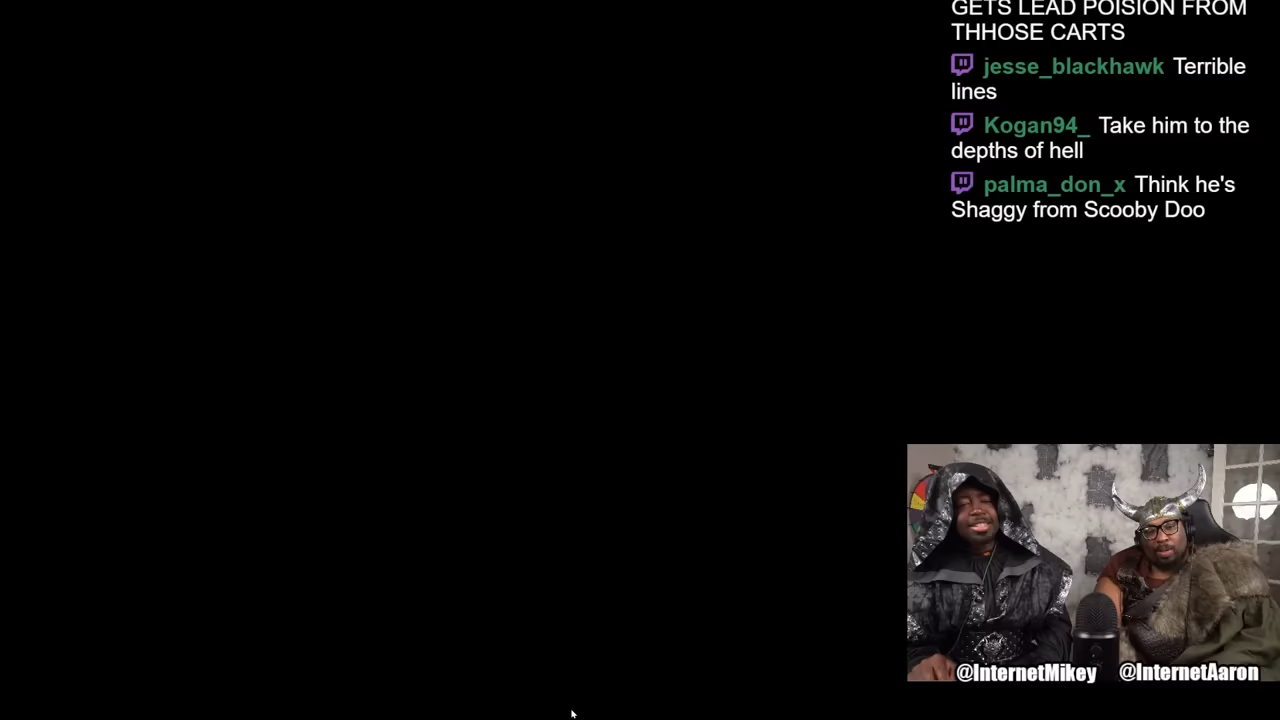 GETS LEAD POISION FROM
THHOSE CARTS
jesse_blackhawk Terrible
lines
Kogan94_ Take him to the
depths of hell
palma_don_x Think he's
Shaggy from Scooby Doo
@InternetMikey @InternetAaron